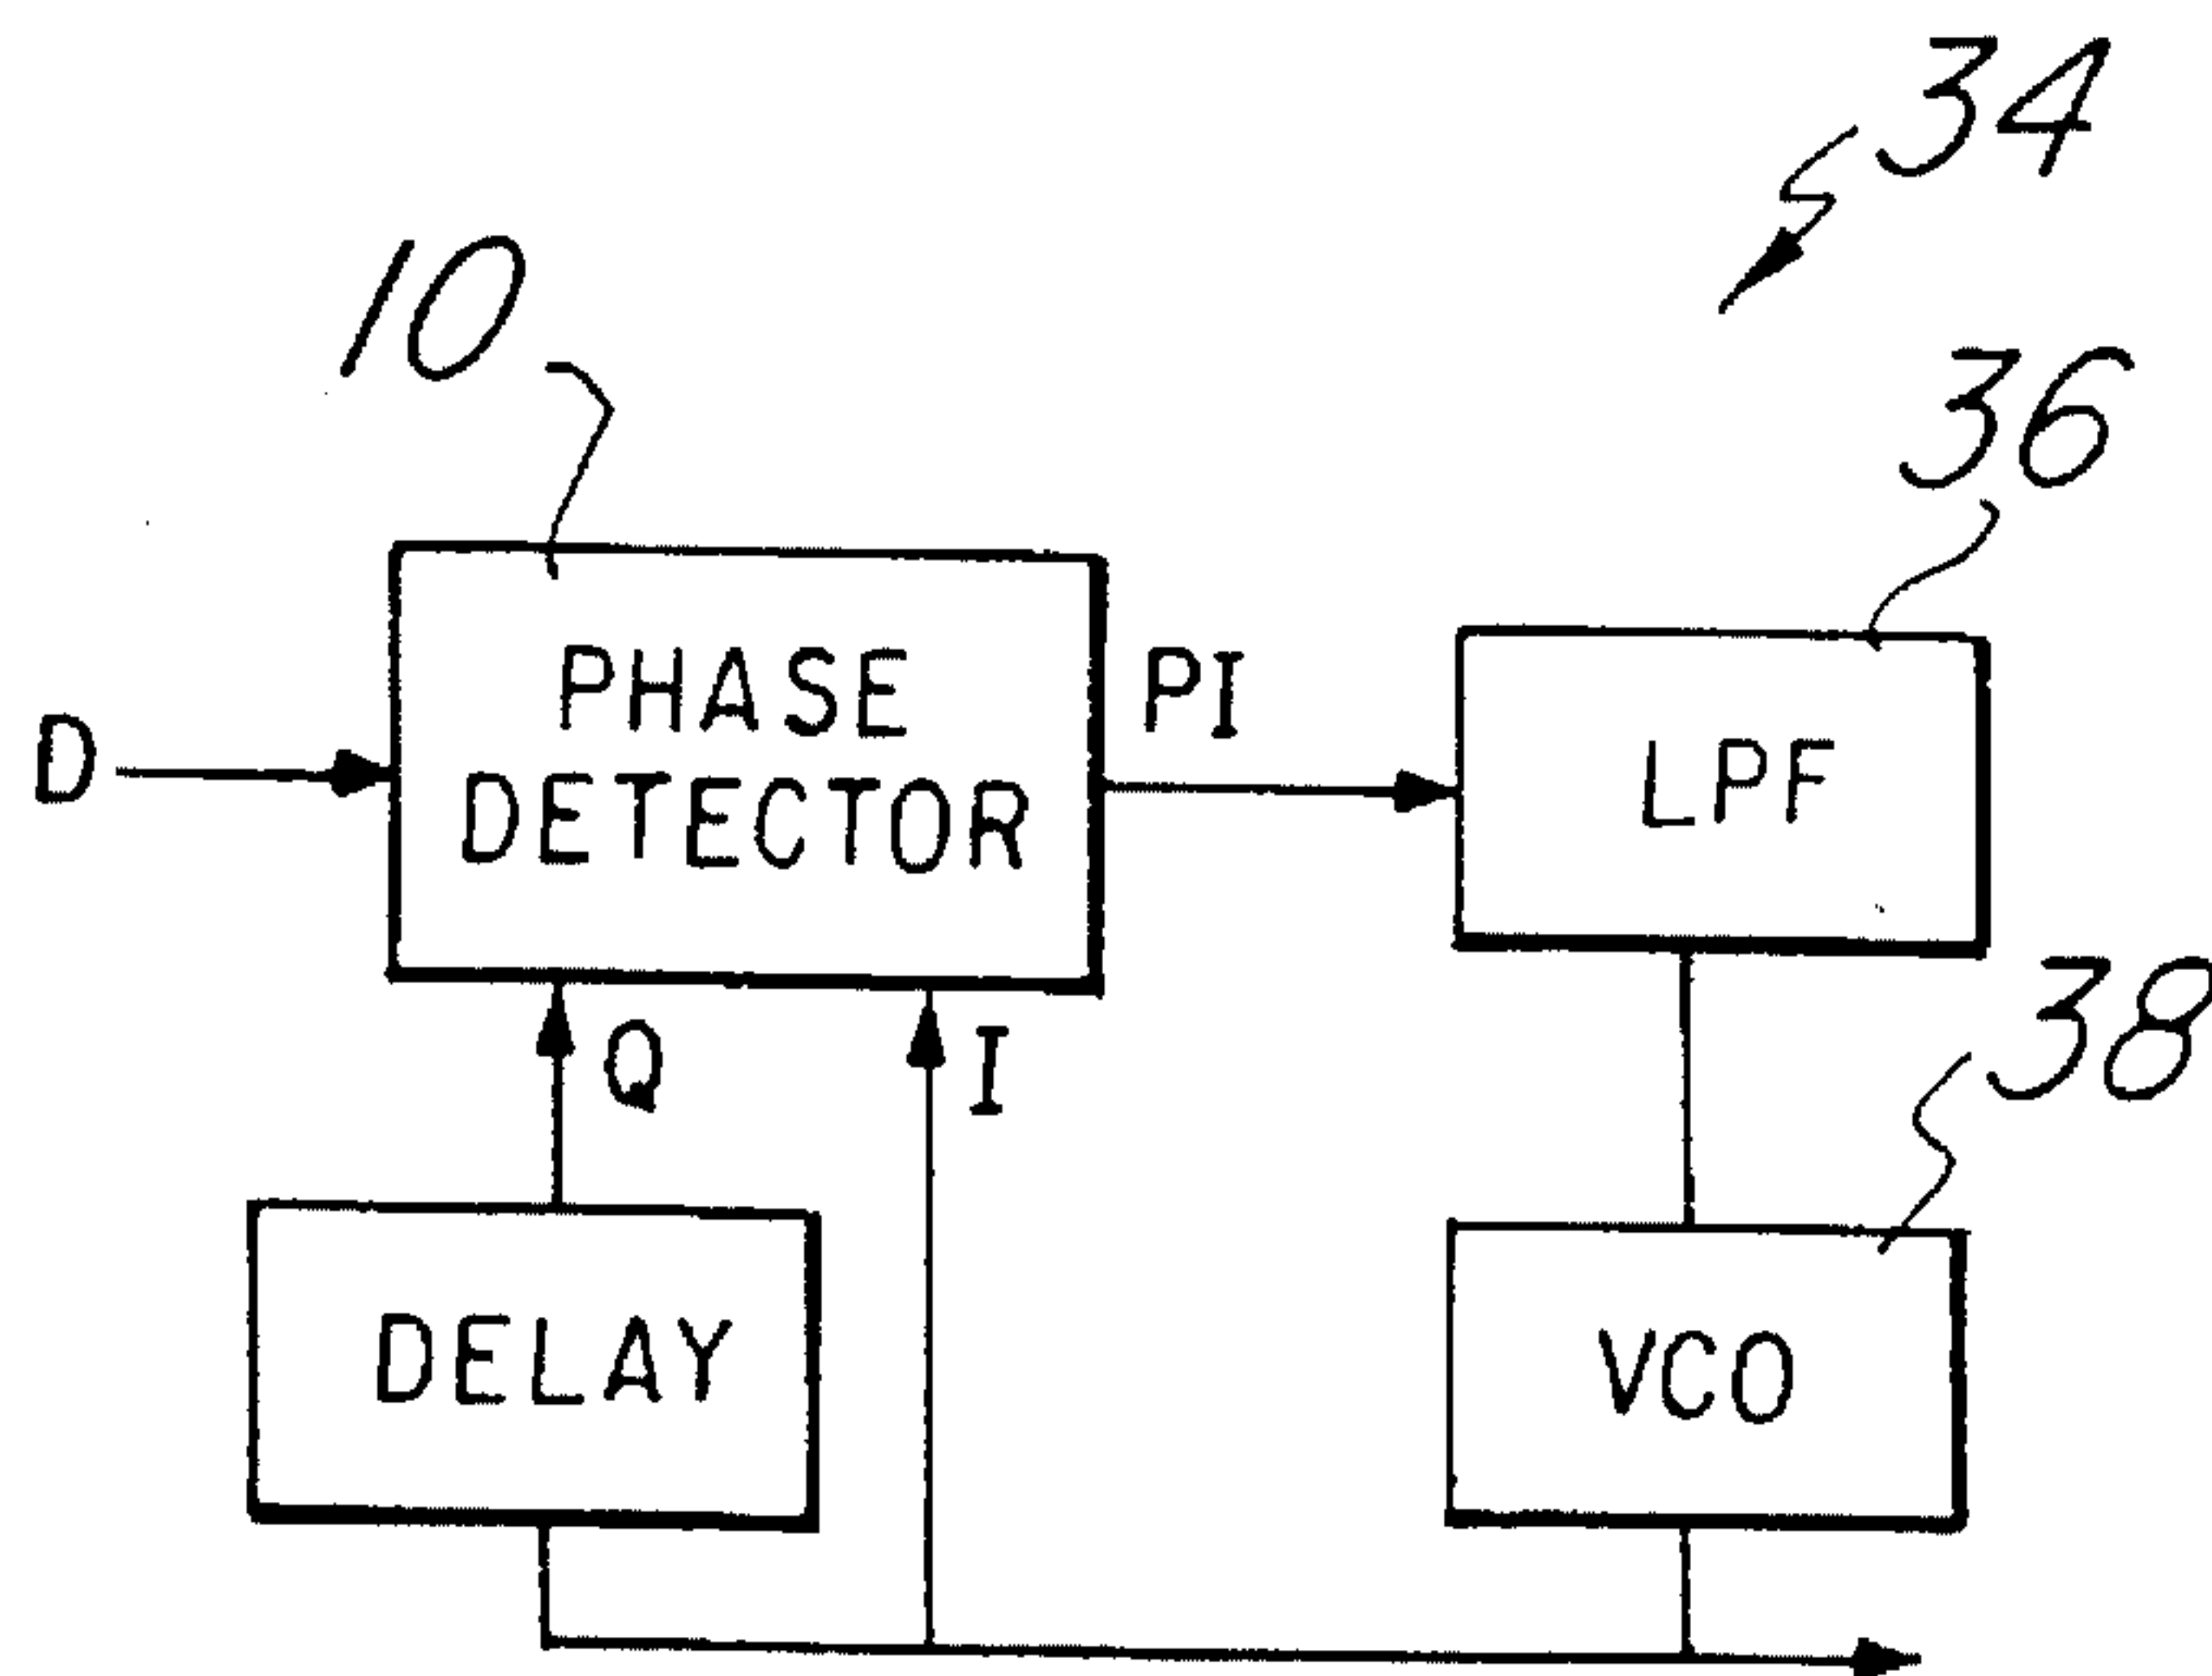 34
10
36
PHASE
DETECTOR
PI
D
LPF
38
Q
I
DELAY
VCO